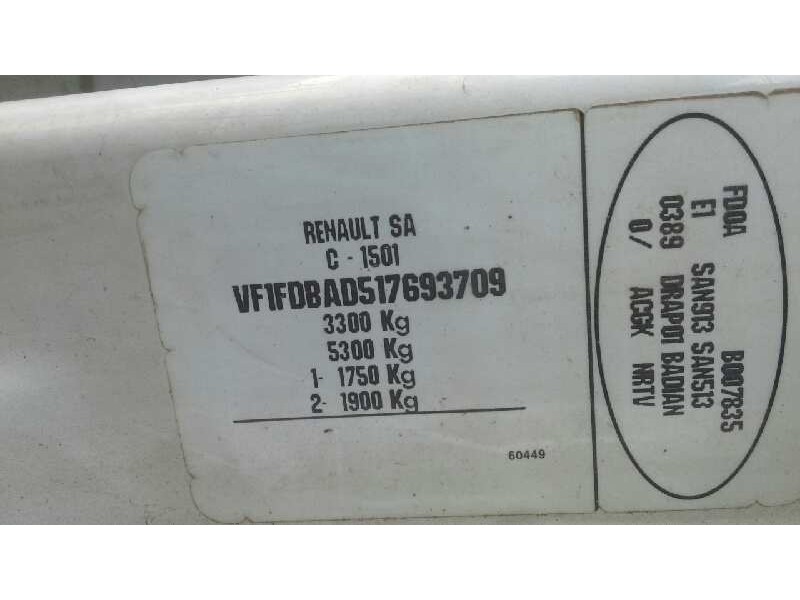 RENAULT SA
C - 1501
VF1FDBAD517693709
3300 Kg
5300 Kg
1- 1750 Kg
2- 1900 Kg
60449
FD0A B007835
E1 SAN913 SAN513
0389 DRAP01 BADIAN
0/ ACGK NRTV